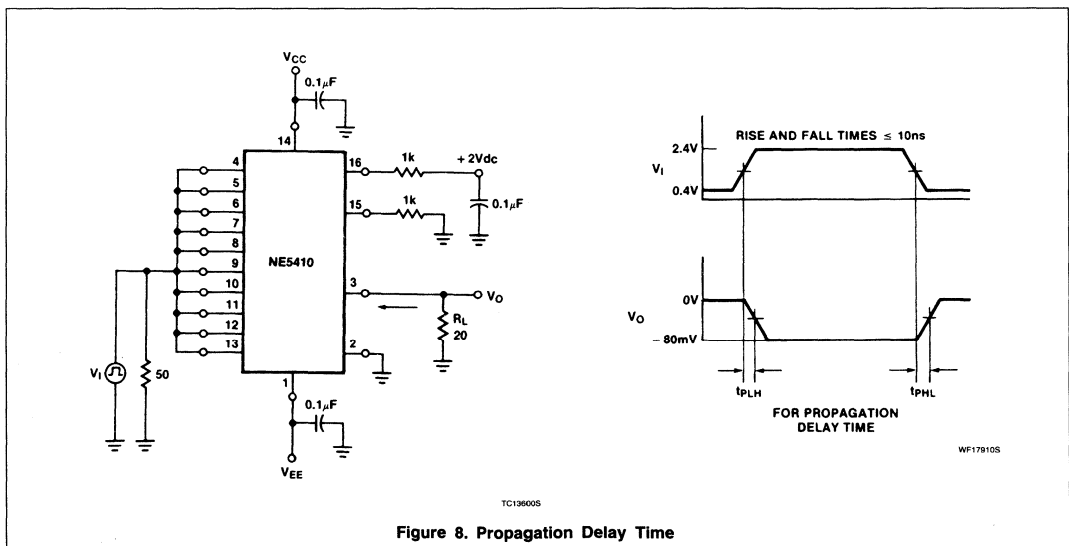 VCC
0.1μF
14
4
5
6
7
8
9
10
11
12
13
NE5410
16
1k
+ 2Vdc
0.1μF
15
1k
3
VO
RL
20
2
VI
50
1
0.1μF
VEE
TC13600S
RISE AND FALL TIMES ≤ 10ns
2.4V
VI
0.4V
0V
VO
−80mV
tPLH
tPHL
FOR PROPAGATION
DELAY TIME
WF17910S
Figure 8. Propagation Delay Time